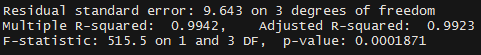 Residual standard error: 9.643 on 3 degrees of freedom
Multiple R-squared:  0.9942,    Adjusted R-squared:  0.9923
F-statistic: 515.5 on 1 and 3 DF,  p-value: 0.0001871